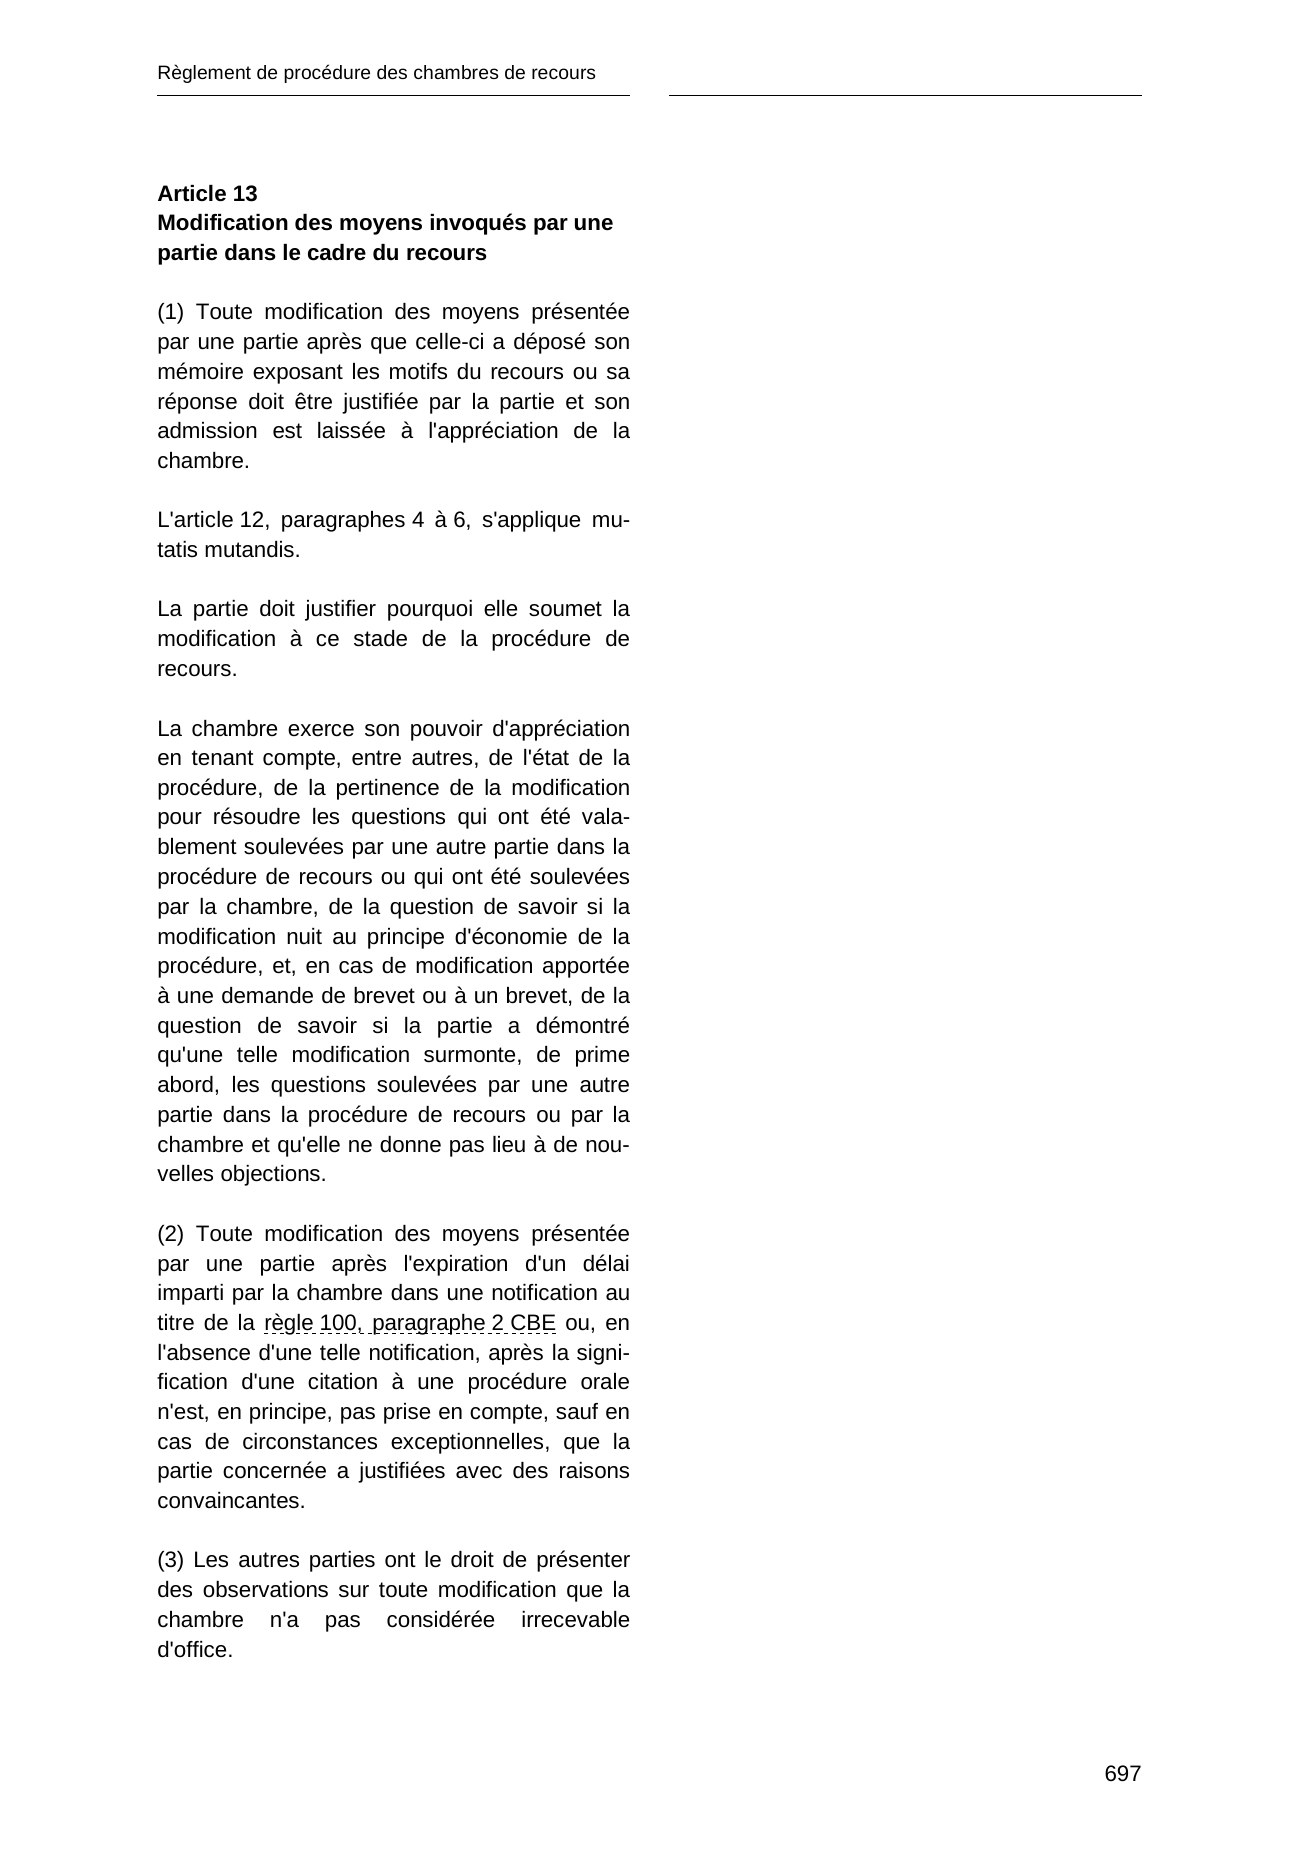 Règlement de procédure des chambres de recours
Article 13
Modification des moyens invoqués par une
partie dans le cadre du recours
(1) Toute modification des moyens présentée
par une partie après que celle-ci a déposé son
mémoire exposant les motifs du recours ou sa
réponse doit être justifiée par la partie et son
admission est laissée à l'appréciation de la
chambre.
L'article 12, paragraphes 4 à 6, s'applique mu-
tatis mutandis.
La partie doit justifier pourquoi elle soumet la
modification à ce stade de la procédure de
recours.
La chambre exerce son pouvoir d'appréciation
en tenant compte, entre autres, de l'état de la
procédure, de la pertinence de la modification
pour résoudre les questions qui ont été vala-
blement soulevées par une autre partie dans la
procédure de recours ou qui ont été soulevées
par la chambre, de la question de savoir si la
modification nuit au principe d'économie de la
procédure, et, en cas de modification apportée
à une demande de brevet ou à un brevet, de la
question de savoir si la partie a démontré
qu'une telle modification surmonte, de prime
abord, les questions soulevées par une autre
partie dans la procédure de recours ou par la
chambre et qu'elle ne donne pas lieu à de nou-
velles objections.
(2) Toute modification des moyens présentée
par une partie après l'expiration d'un délai
imparti par la chambre dans une notification au
titre de la règle 100, paragraphe 2 CBE ou, en
l'absence d'une telle notification, après la signi-
fication d'une citation à une procédure orale
n'est, en principe, pas prise en compte, sauf en
cas de circonstances exceptionnelles, que la
partie concernée a justifiées avec des raisons
convaincantes.
(3) Les autres parties ont le droit de présenter
des observations sur toute modification que la
chambre n'a pas considérée irrecevable
d'office.
697